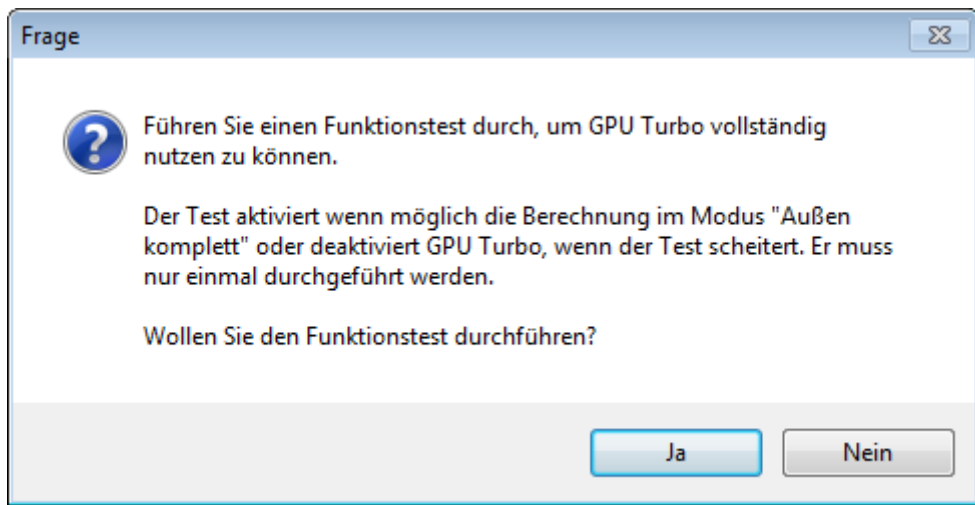 Frage
Führen Sie einen Funktionstest durch, um GPU Turbo vollständig
nutzen zu können.
Der Test aktiviert wenn möglich die Berechnung im Modus "Außen
komplett" oder deaktiviert GPU Turbo, wenn der Test scheitert. Er muss
nur einmal durchgeführt werden.
Wollen Sie den Funktionstest durchführen?
Ja
Nein